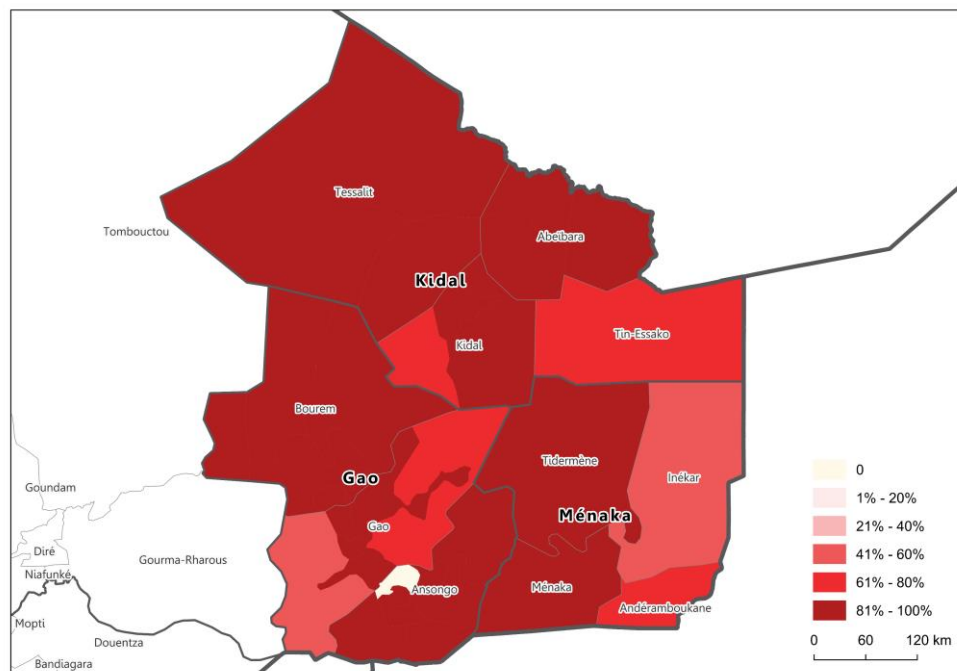 Tessalit
Tombouctou
Abeïbara
Kidal
Tin-Essako
Kidal
Bourem
Tidermène
Inékar
Gao
Goundam
Ménaka
Gao
Diré
Gourma-Rharous
Niafunké
Ansongo
Ménaka
Andéramboukane
Mopti
Douentza
Bandiagara
0
1% - 20%
21% - 40%
41% - 60%
61% - 80%
81% - 100%
0 60 120 km